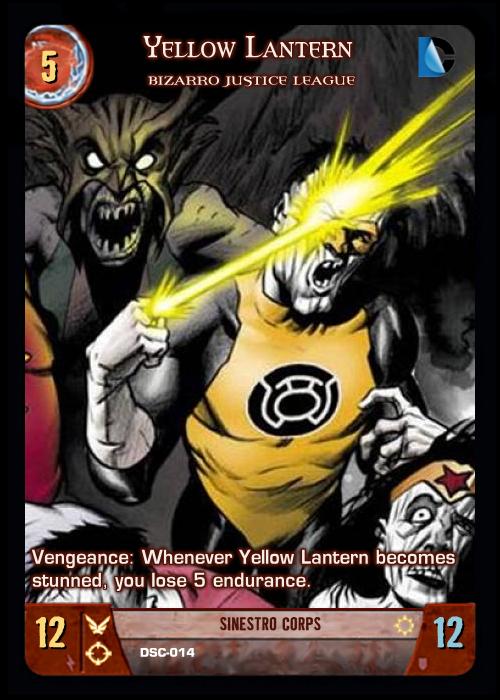 5
Yellow Lantern
Bizarro Justice League
Vengeance: Whenever Yellow Lantern becomes
stunned, you lose 5 endurance.
12
Sinestro Corps
12
DSC-014